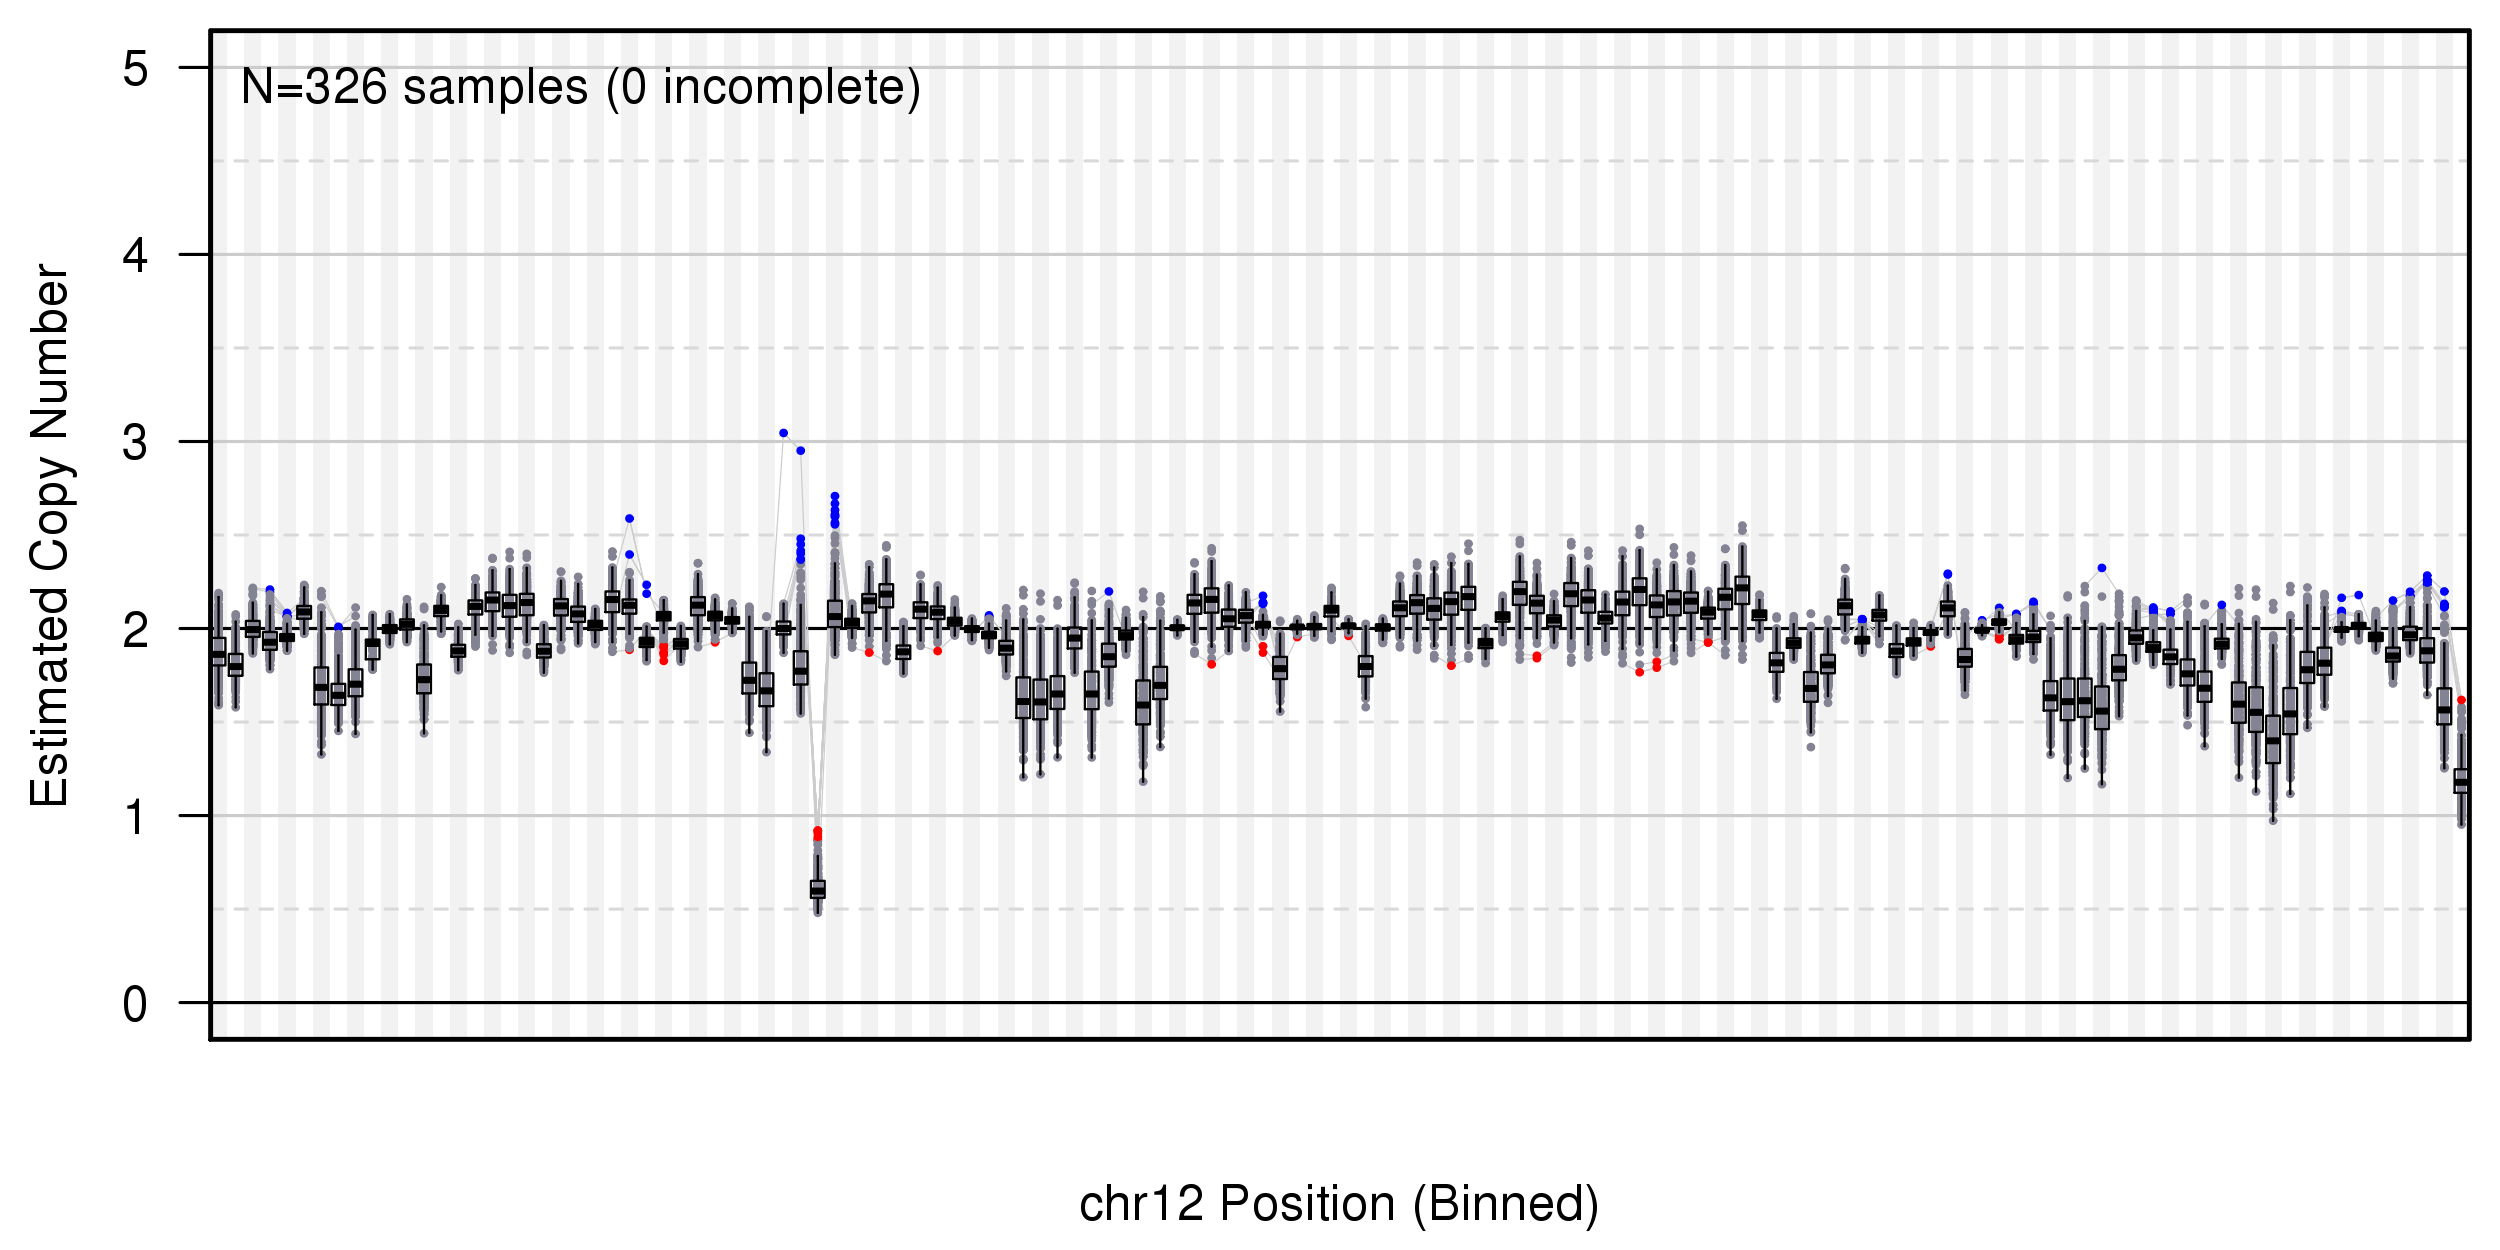 N=326 samples (0 incomplete)
5
4
3
2
1
0
Estimated Copy Number
chr12 Position (Binned)